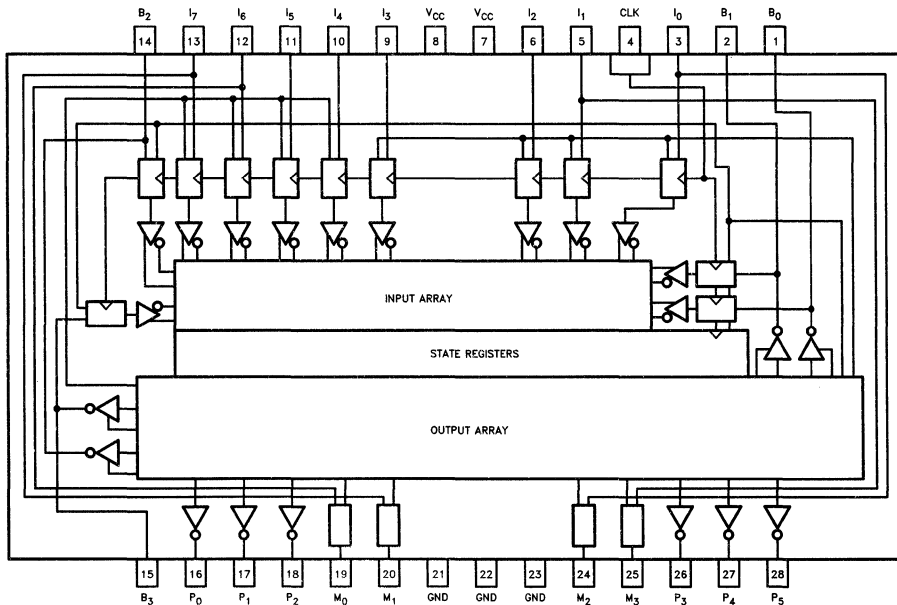 B2 I7 I6 I5 I4 I3 VCC VCC I2 I1 CLK I0 B1 B0
14 13 12 11 10 9 8 7 6 5 4 3 2 1
INPUT ARRAY
STATE REGISTERS
OUTPUT ARRAY
15 16 17 18 19 20 21 22 23 24 25 26 27 28
B3 P0 P1 P2 M0 M1 GND GND GND M2 M3 P3 P4 P5